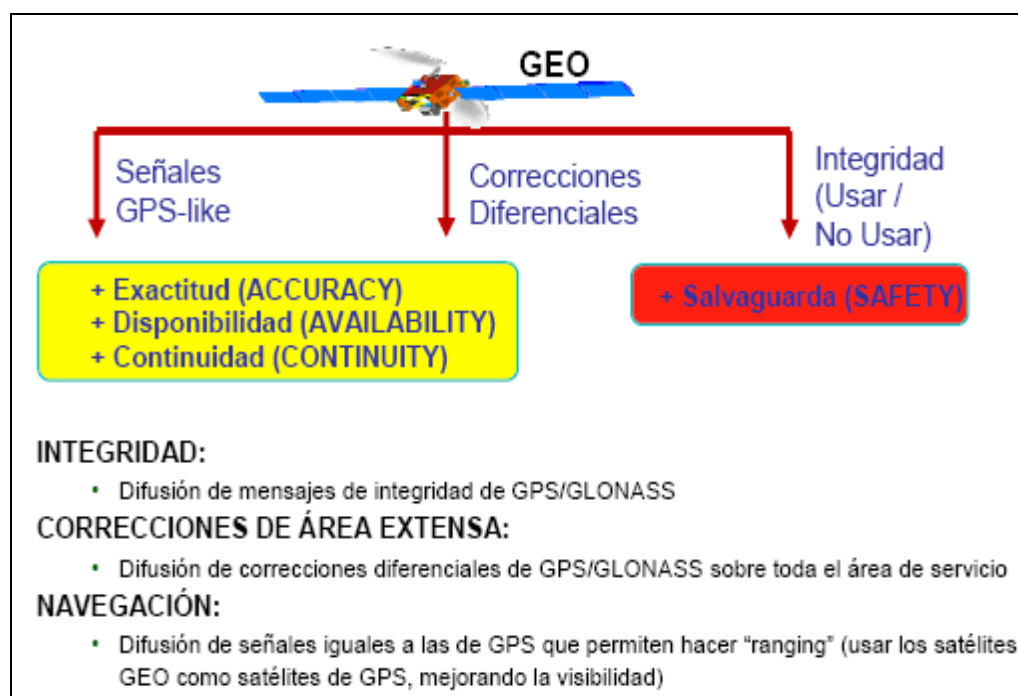 GEO
Señales
GPS-like
Correcciones
Diferenciales
Integridad
(Usar /
No Usar)
+ Exactitud (ACCURACY)
+ Disponibilidad (AVAILABILITY)
+ Continuidad (CONTINUITY)
+ Salvaguarda (SAFETY)
INTEGRIDAD:
• Difusión de mensajes de integridad de GPS/GLONASS
CORRECCIONES DE ÁREA EXTENSA:
• Difusión de correcciones diferenciales de GPS/GLONASS sobre toda el área de servicio
NAVEGACIÓN:
• Difusión de señales iguales a las de GPS que permiten hacer “ranging” (usar los satélites
GEO como satélites de GPS, mejorando la visibilidad)